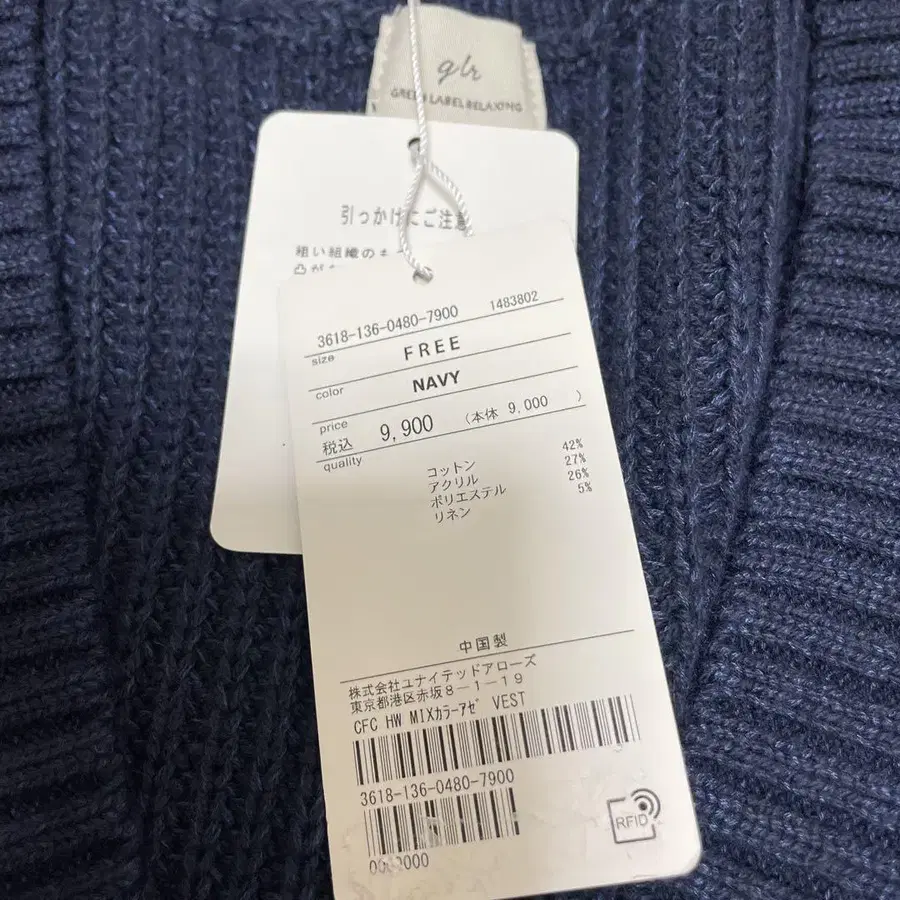 glr
GREEN LABEL RELAXING
引っかけにご注意
粗い組織の
凸が
3618-136-0480-7900 1483802
size FREE
color NAVY
price
税込 9,900 (本体 9,000 )
quality
コットン 42%
アクリル 27%
ポリエステル 26%
リネン 5%
中国製
株式会社ユナイテッドアローズ
東京都港区赤坂8-1-19
CFC HW MIXカラーアゼ VEST
3618-136-0480-7900
0000000
RFID